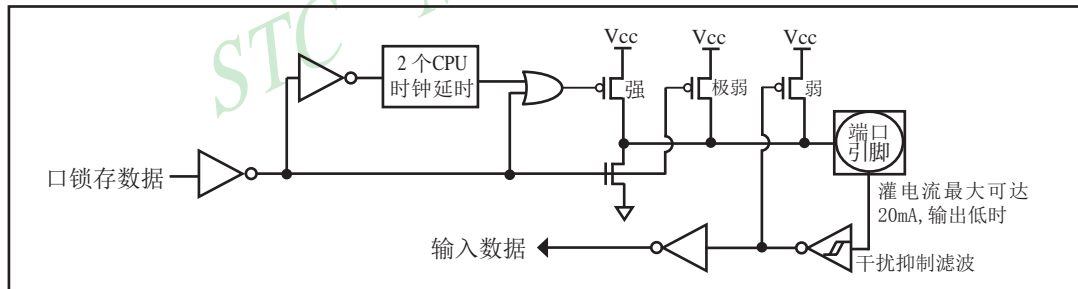 STC
Vcc
Vcc
Vcc
2个CPU
时钟延时
强
极弱
弱
端口
引脚
口锁存数据
灌电流最大可达
20mA,输出低时
输入数据
干扰抑制滤波